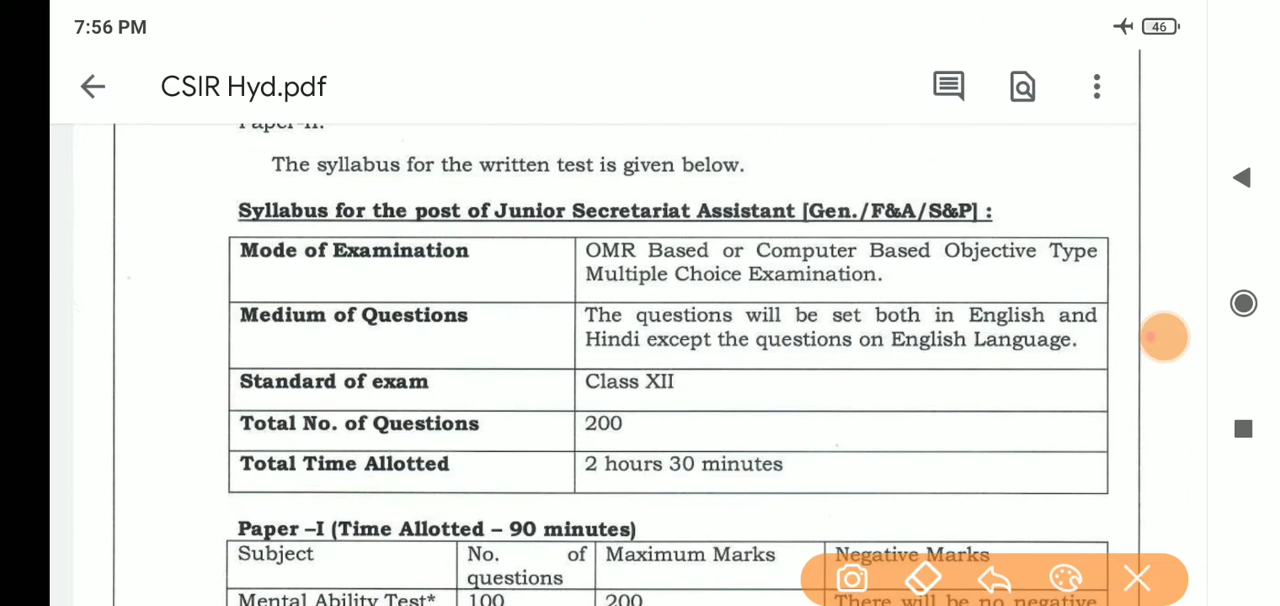 7:56 PM
46
CSIR Hyd.pdf
Paper-II.
The syllabus for the written test is given below.
Syllabus for the post of Junior Secretariat Assistant [Gen./F&A/S&P] :
Mode of Examination
OMR Based or Computer Based Objective Type
Multiple Choice Examination.
Medium of Questions
The questions will be set both in English and
Hindi except the questions on English Language.
Standard of exam
Class XII
Total No. of Questions
200
Total Time Allotted
2 hours 30 minutes
Paper –I (Time Allotted – 90 minutes)
Subject
No. of
questions
Maximum Marks
Negative Marks
Mental Ability Test*
100
200
There will be no negative